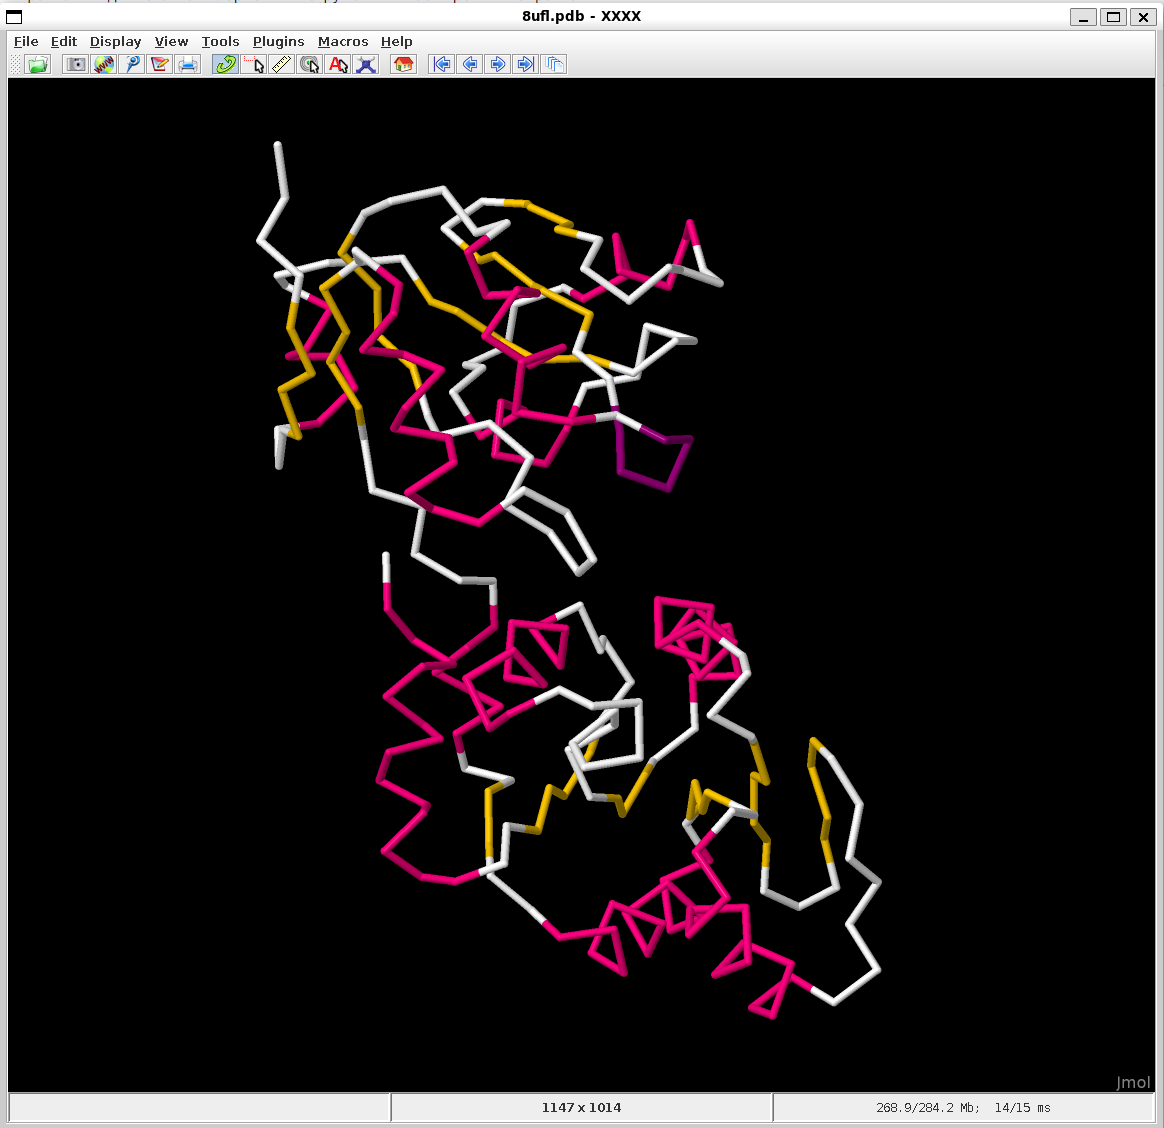 8ufl.pdb - XXXX
File Edit Display View Tools Plugins Macros Help
Jmol
1147 x 1014
268.9/284.2 Mb; 14/15 ms